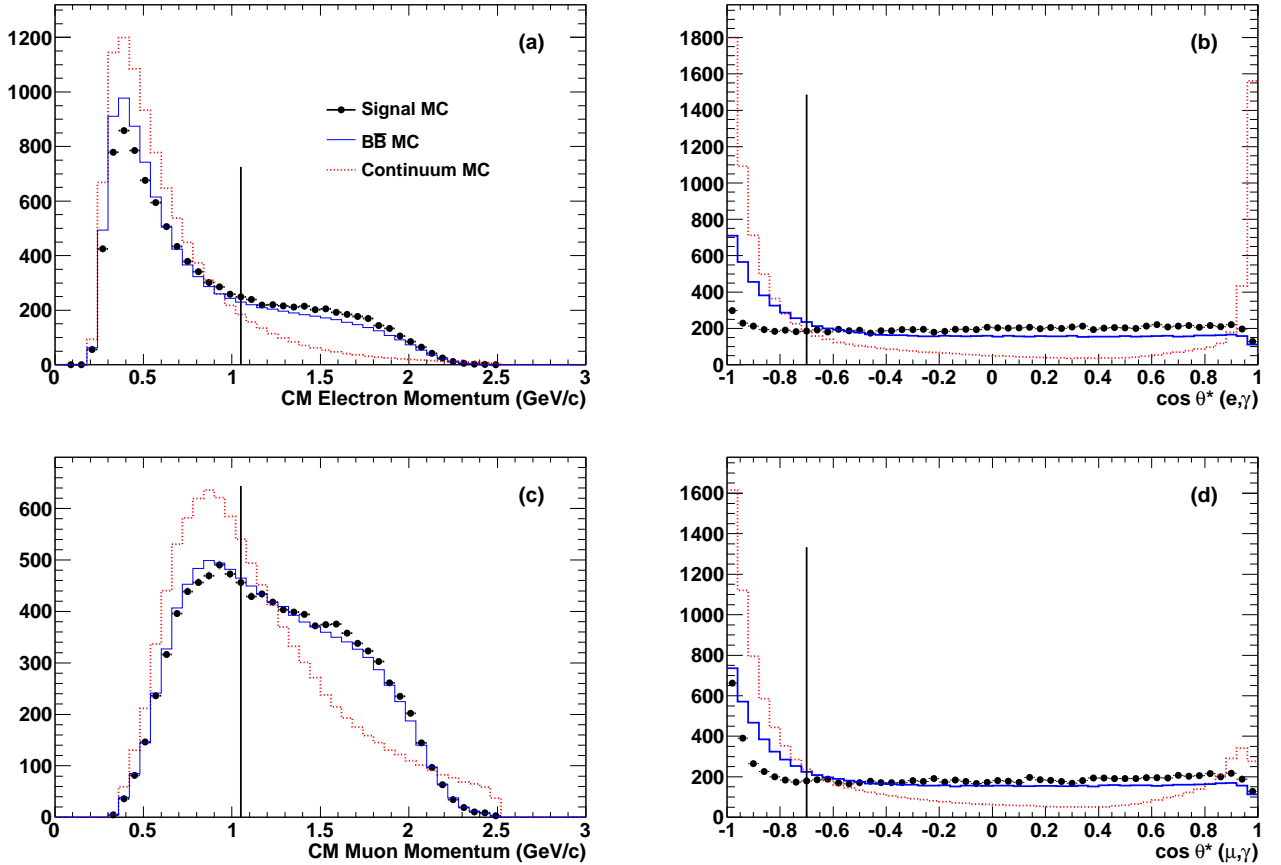 (a)
Signal MC
BB̅ MC
Continuum MC
1200
1000
800
600
400
200
0
0 0.5 1 1.5 2 2.5 3
CM Electron Momentum (GeV/c)
(b)
1800
1600
1400
1200
1000
800
600
400
200
0
-1 -0.8 -0.6 -0.4 -0.2 0 0.2 0.4 0.6 0.8 1
cos θ* (e,γ)
(c)
600
500
400
300
200
100
0
0 0.5 1 1.5 2 2.5 3
CM Muon Momentum (GeV/c)
(d)
1600
1400
1200
1000
800
600
400
200
0
-1 -0.8 -0.6 -0.4 -0.2 0 0.2 0.4 0.6 0.8 1
cos θ* (μ,γ)